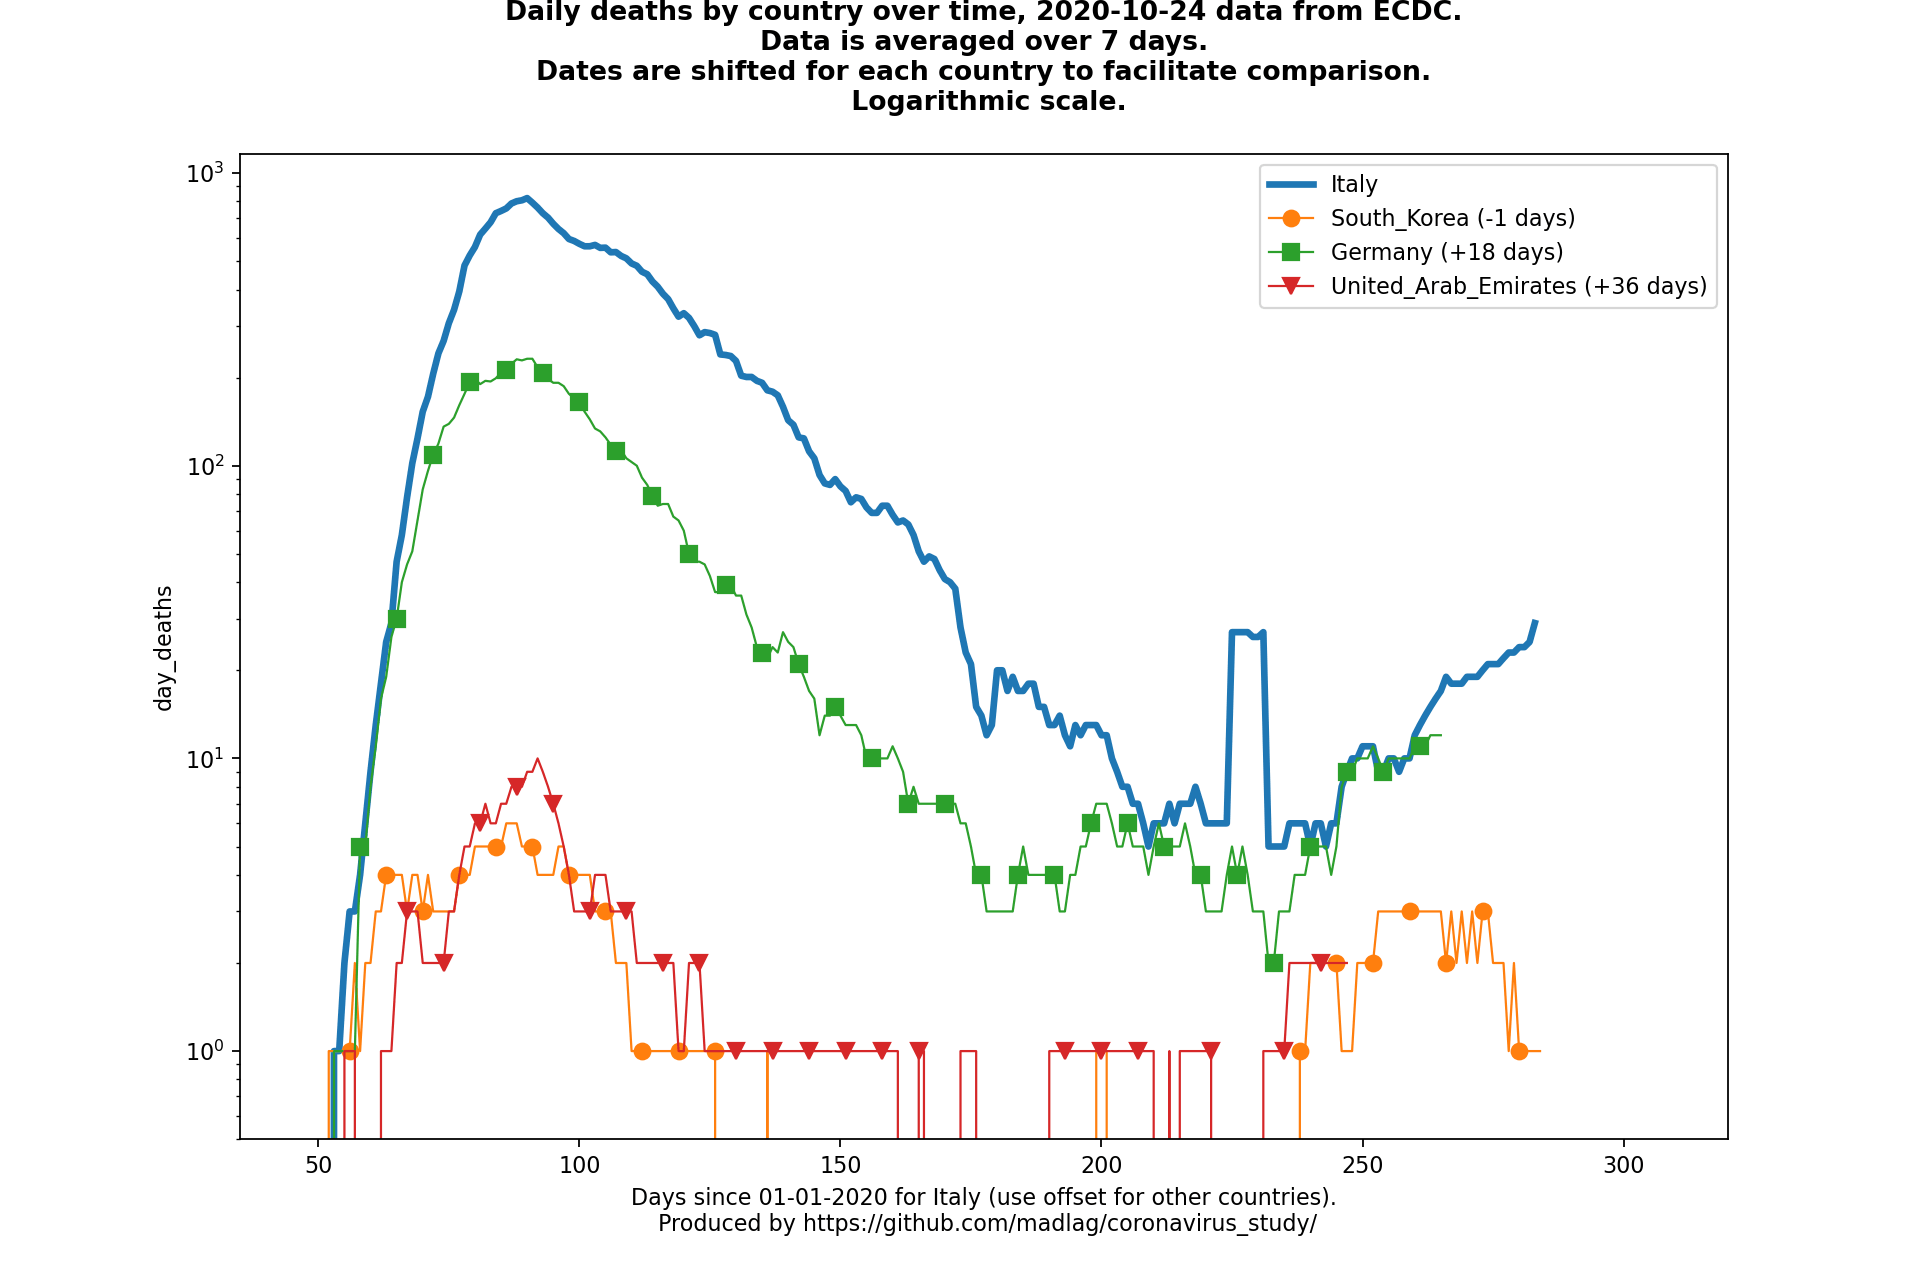 Daily deaths by country over time, 2020-10-24 data from ECDC.
Data is averaged over 7 days.
Dates are shifted for each country to facilitate comparison.
Logarithmic scale.
10³
10²
10¹
10⁰
day_deaths
Italy
South_Korea (-1 days)
Germany (+18 days)
United_Arab_Emirates (+36 days)
50 100 150 200 250 300
Days since 01-01-2020 for Italy (use offset for other countries).
Produced by https://github.com/madlag/coronavirus_study/